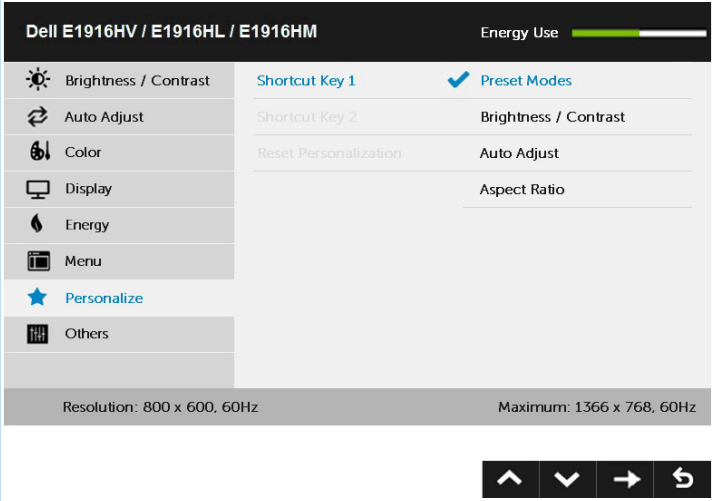 Dell E1916HV / E1916HL / E1916HM Energy Use
Brightness / Contrast Shortcut Key 1 Preset Modes
Auto Adjust Shortcut Key 2 Brightness / Contrast
Color Reset Personalization Auto Adjust
Display Aspect Ratio
Energy
Menu
Personalize
Others
Resolution: 800 x 600, 60Hz Maximum: 1366 x 768, 60Hz